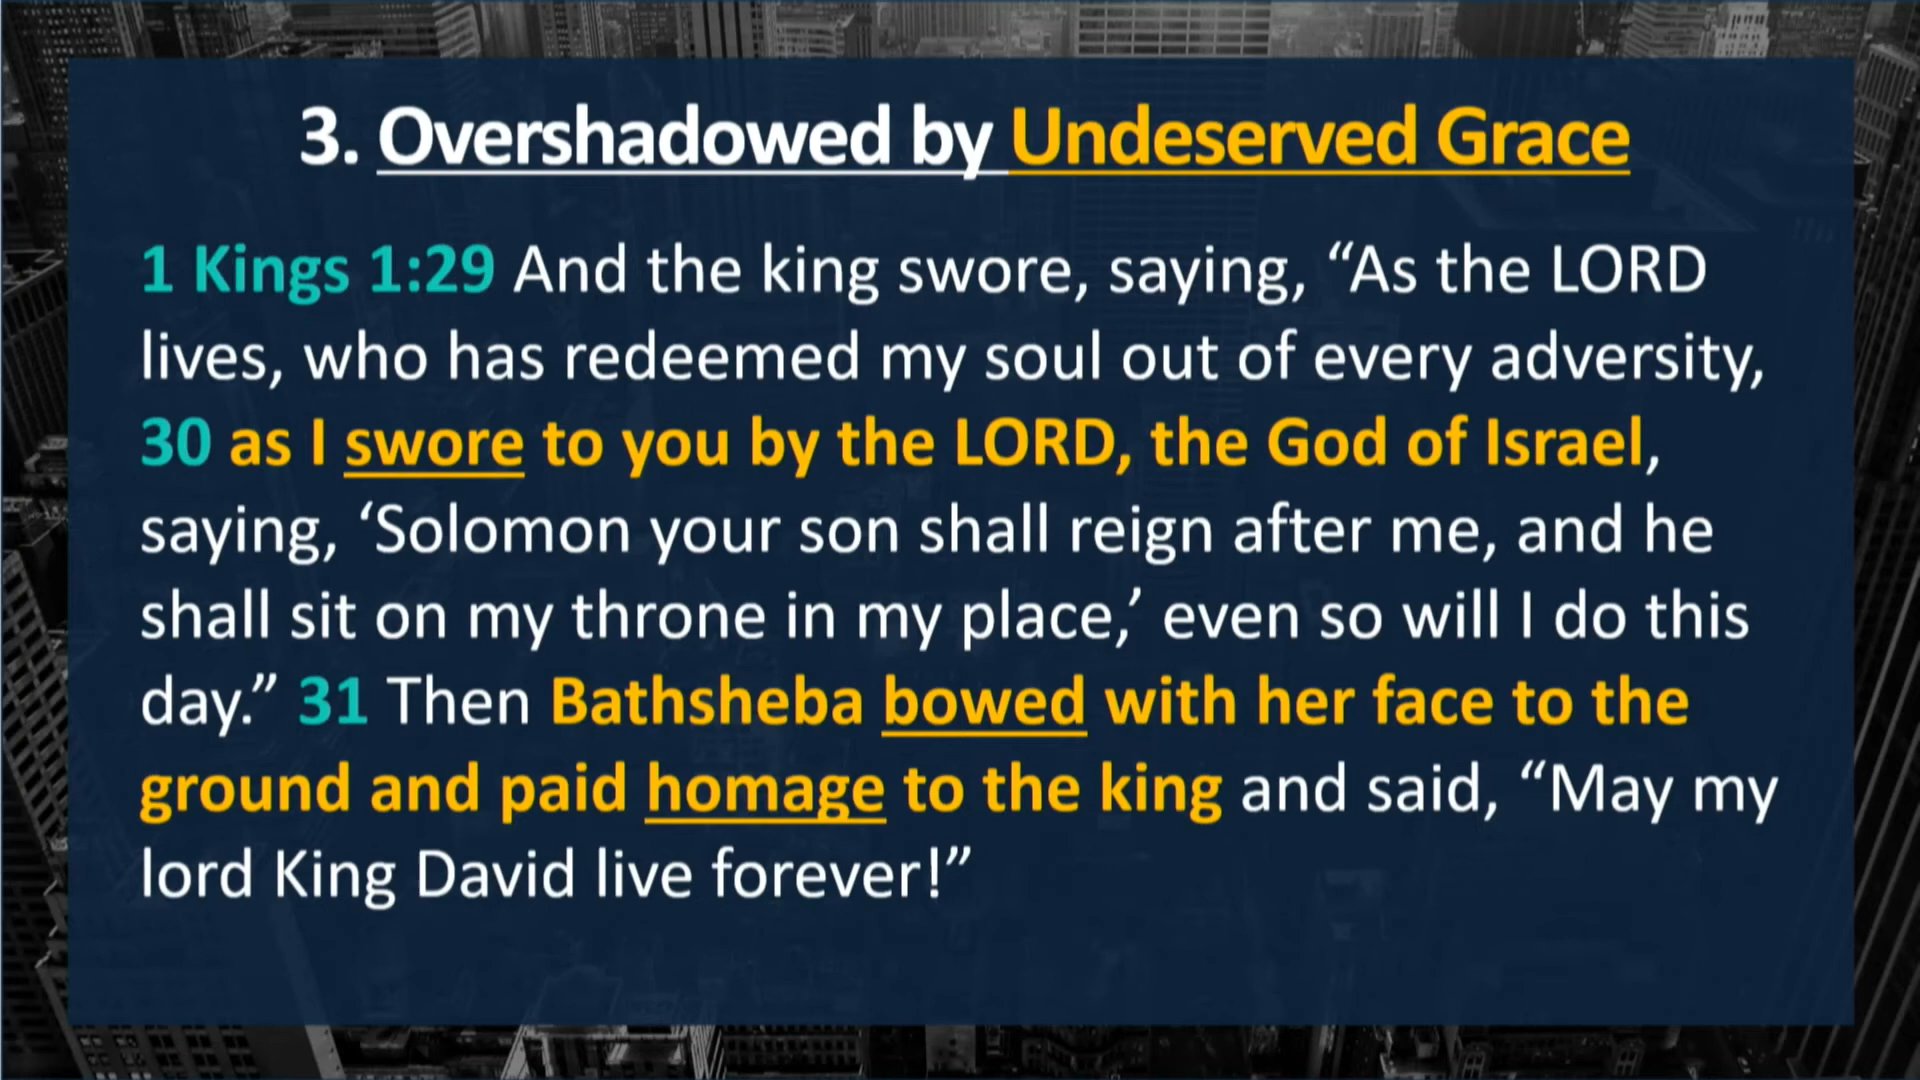 3. Overshadowed by Undeserved Grace
1 Kings 1:29 And the king swore, saying, “As the LORD
lives, who has redeemed my soul out of every adversity,
30 as I swore to you by the LORD, the God of Israel,
saying, ‘Solomon your son shall reign after me, and he
shall sit on my throne in my place,’ even so will I do this
day.” 31 Then Bathsheba bowed with her face to the
ground and paid homage to the king and said, “May my
lord King David live forever!”